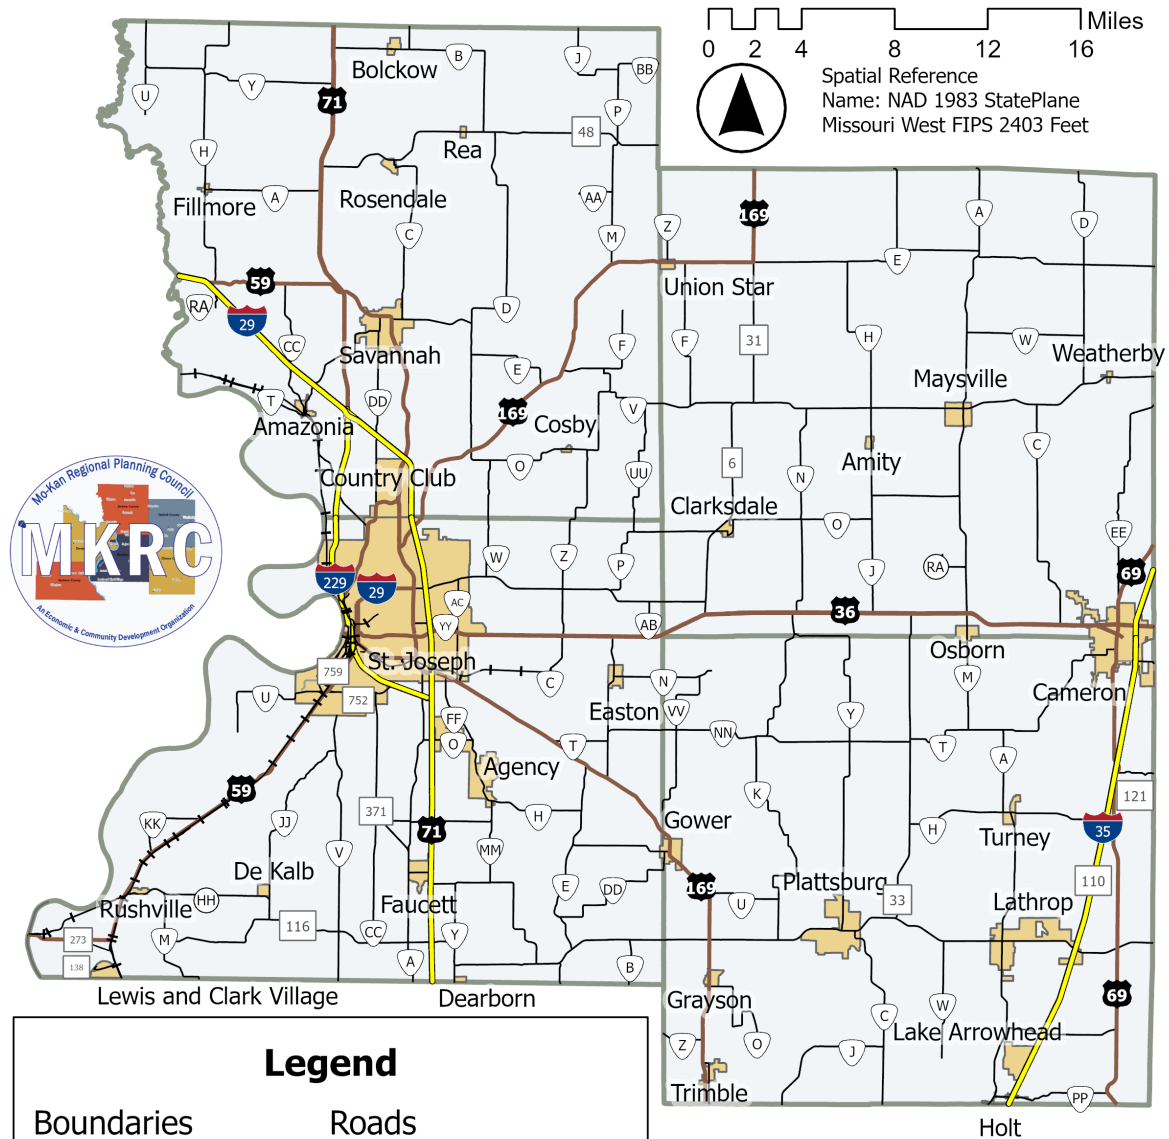 Miles
0 2 4 8 12 16
Spatial Reference
Name: NAD 1983 StatePlane
Missouri West FIPS 2403 Feet
Bolckow
B
J
BB
Y
U
71
P
48
Rea
H
Rosendale
Fillmore
A
AA
A
169
C
M
Z
D
E
59
Union Star
RA
29
D
CC
31
H
W
Savannah
F
F
Weatherby
E
Maysville
T
DD
169
V
Amazonia
Cosby
C
Country Club
O
UU
6
N
Amity
Mo-Kan Regional Planning Council
MKRC
An Economic & Community Development Organization
Clarksdale
O
EE
W
Z
P
J
RA
69
229
29
AC
36
YY
AB
St. Joseph
Osborn
759
C
N
M
Cameron
U
752
Easton
VV
Y
FF
NN
O
T
T
A
Agency
59
K
121
371
H
Gower
KK
JJ
71
H
Turney
35
V
MM
De Kalb
E
DD
169
Plattsburg
110
Rushville
HH
Faucett
U
33
Lathrop
116
CC
Y
273
M
138
A
B
Lewis and Clark Village
Dearborn
Grayson
W
69
C
Lake Arrowhead
Z
O
J
Trimble
PP
Holt
Legend
Boundaries
Roads